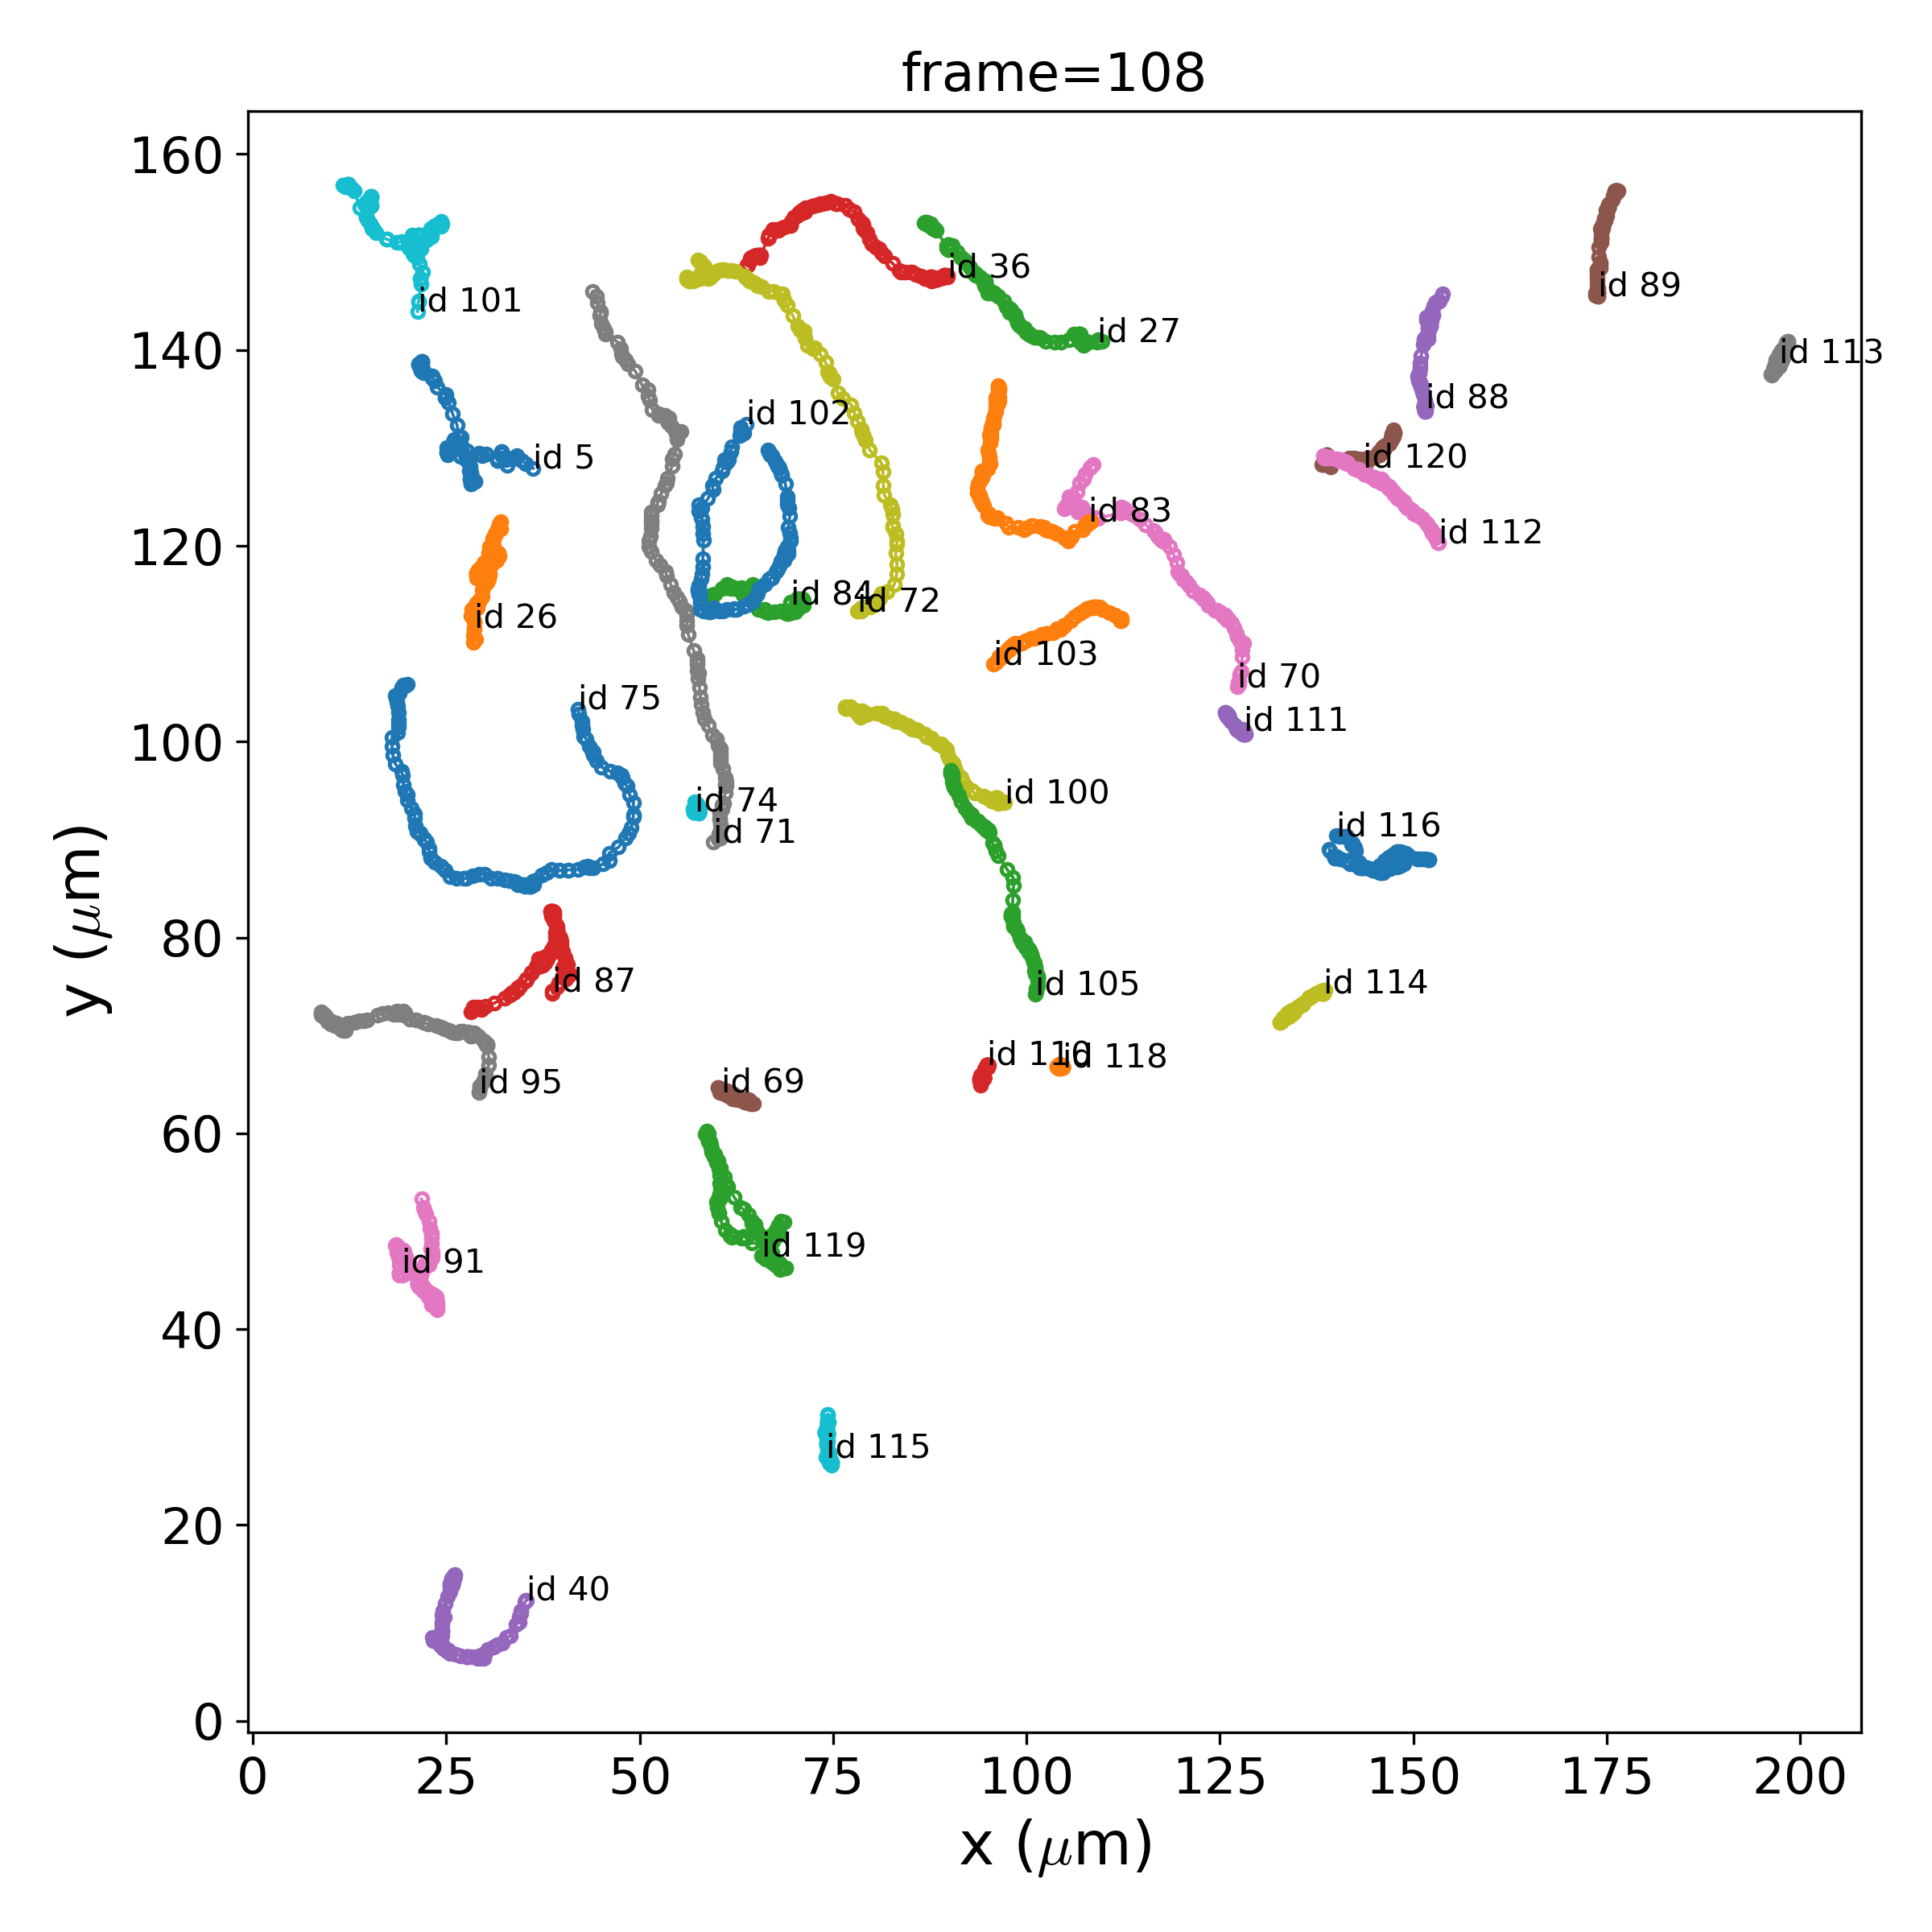 frame=108
160
140
120
100
80
60
40
20
0
y (μm)
0
25
50
75
100
125
150
175
200
x (μm)
id 36
id 89
id 101
id 27
id 113
id 88
id 102
id 5
id 120
id 83
id 112
id 84
id 72
id 26
id 103
id 70
id 75
id 111
id 74
id 100
id 71
id 116
id 87
id 105
id 114
id 110
id 118
id 95
id 69
id 91
id 119
id 115
id 40